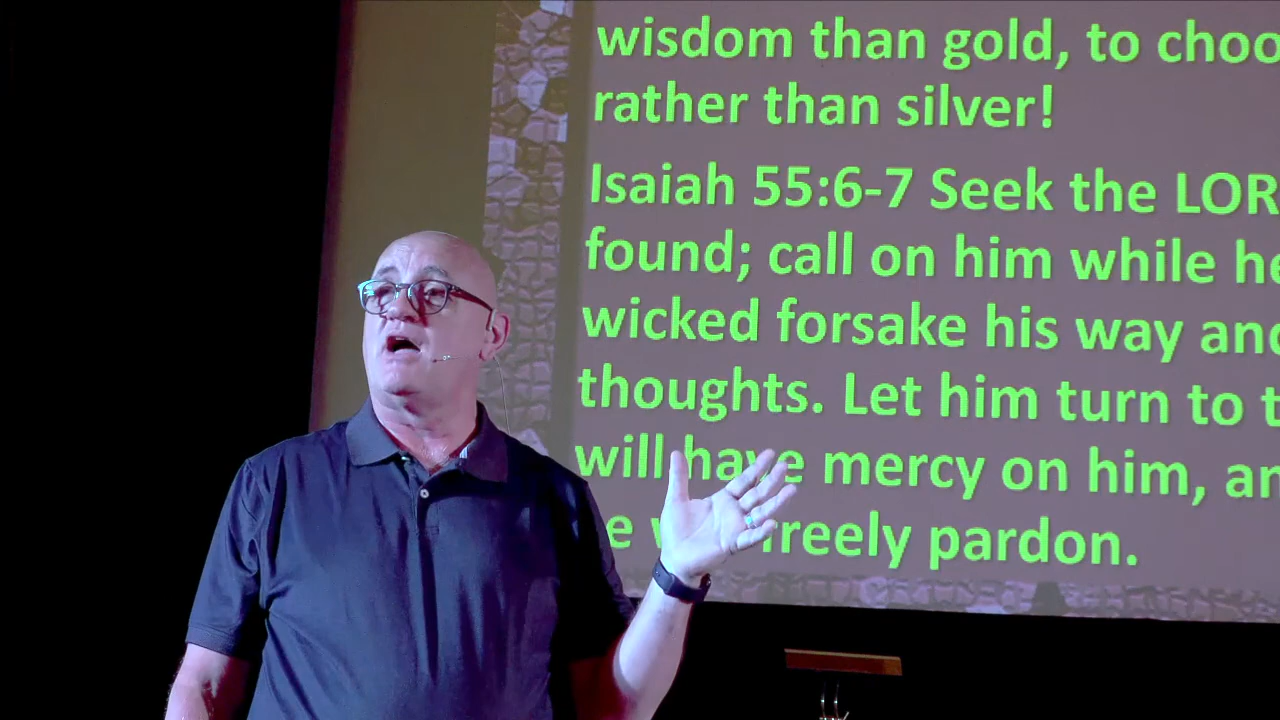 wisdom than gold, to choo
rather than silver!
Isaiah 55:6-7 Seek the LOR
found; call on him while he
wicked forsake his way and
thoughts. Let him turn to t
will have mercy on him, an
freely pardon.